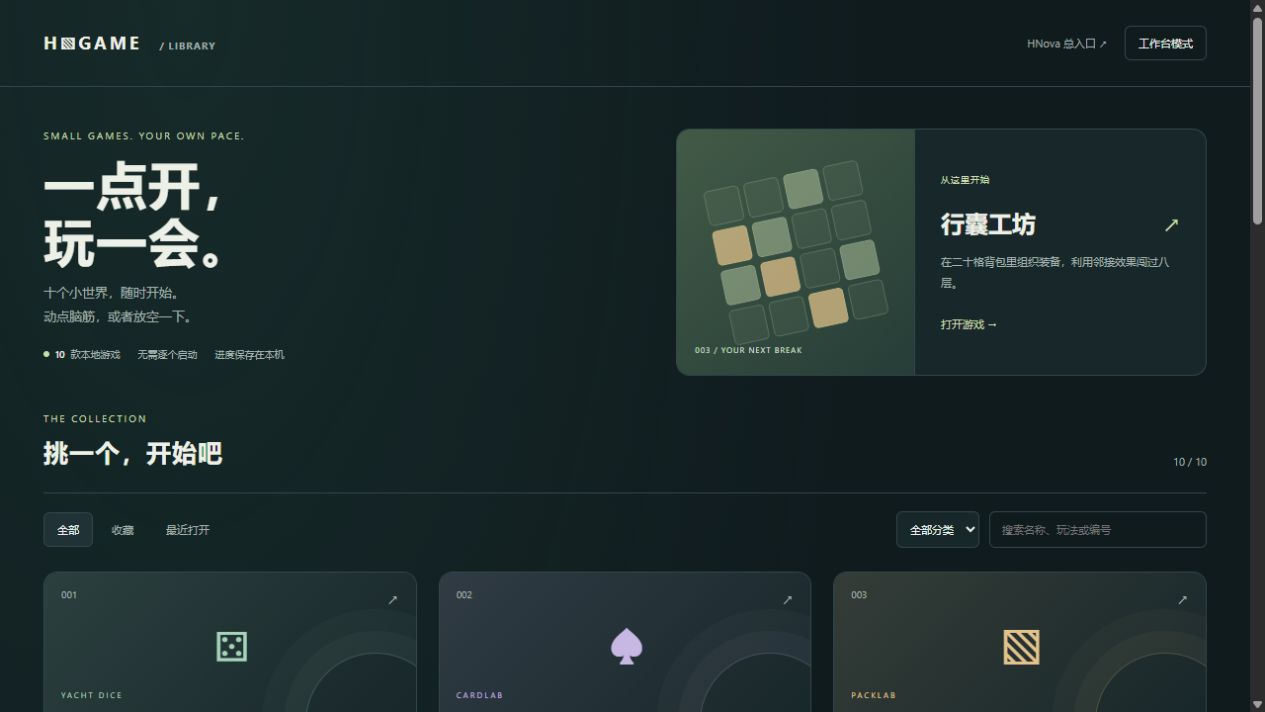 H▧GAME / LIBRARY
HNova 总入口 ↗
工作台模式
SMALL GAMES. YOUR OWN PACE.
一点开，
玩一会。
十个小世界，随时开始。
动点脑筋，或者放空一下。
10 款本地游戏 无需逐个启动 进度保存在本机
从这里开始
行囊工坊 ↗
在二十格背包里组织装备，利用邻接效果闯过八
层。
打开游戏 →
003 / YOUR NEXT BREAK
THE COLLECTION
挑一个，开始吧
10 / 10
全部 收藏 最近打开
全部分类
搜索名称、玩法或编号
001 ↗
YACHT DICE
002 ↗
CARDLAB
003 ↗
PACKLAB